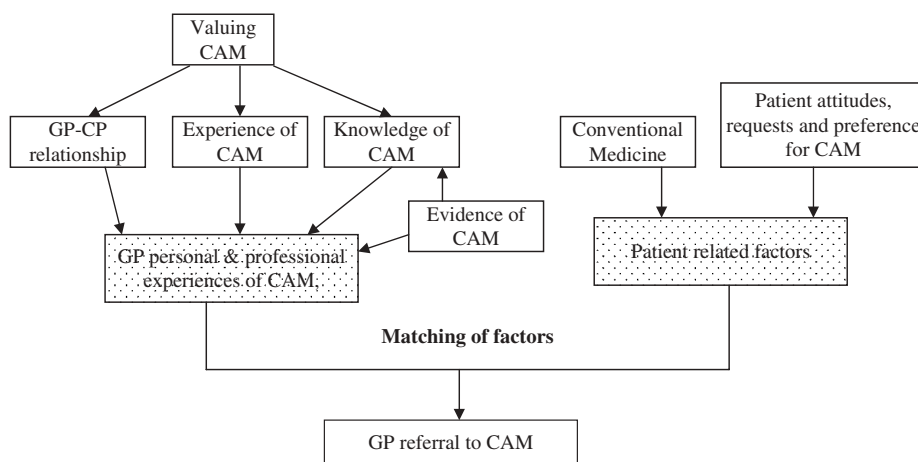 Valuing
CAM
GP-CP
relationship
Experience of
CAM
Knowledge of
CAM
Evidence of
CAM
GP personal & professional
experiences of CAM,
Conventional
Medicine
Patient attitudes,
requests and preference
for CAM
Patient related factors
Matching of factors
GP referral to CAM